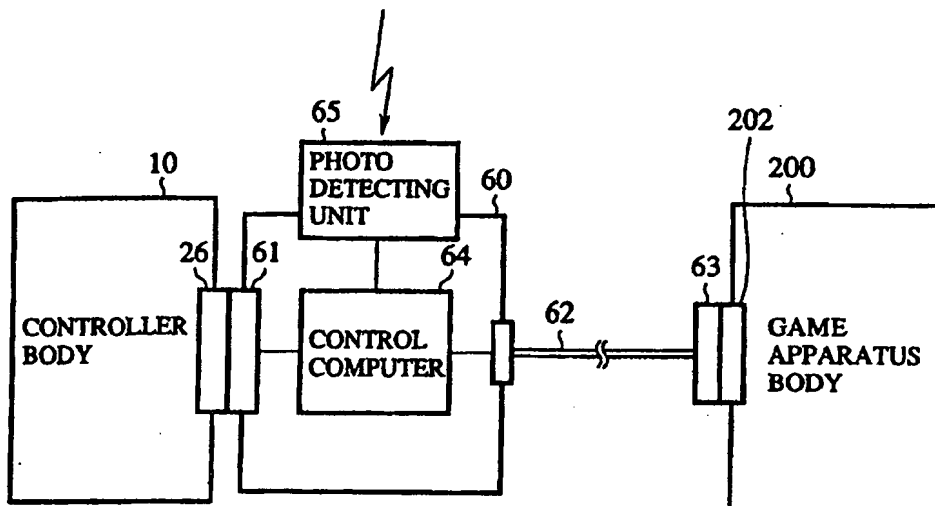 202
65
10
PHOTO
DETECTING
UNIT
60
200
26
61
64
63
62
CONTROLLER
BODY
CONTROL
COMPUTER
GAME
APPARATUS
BODY